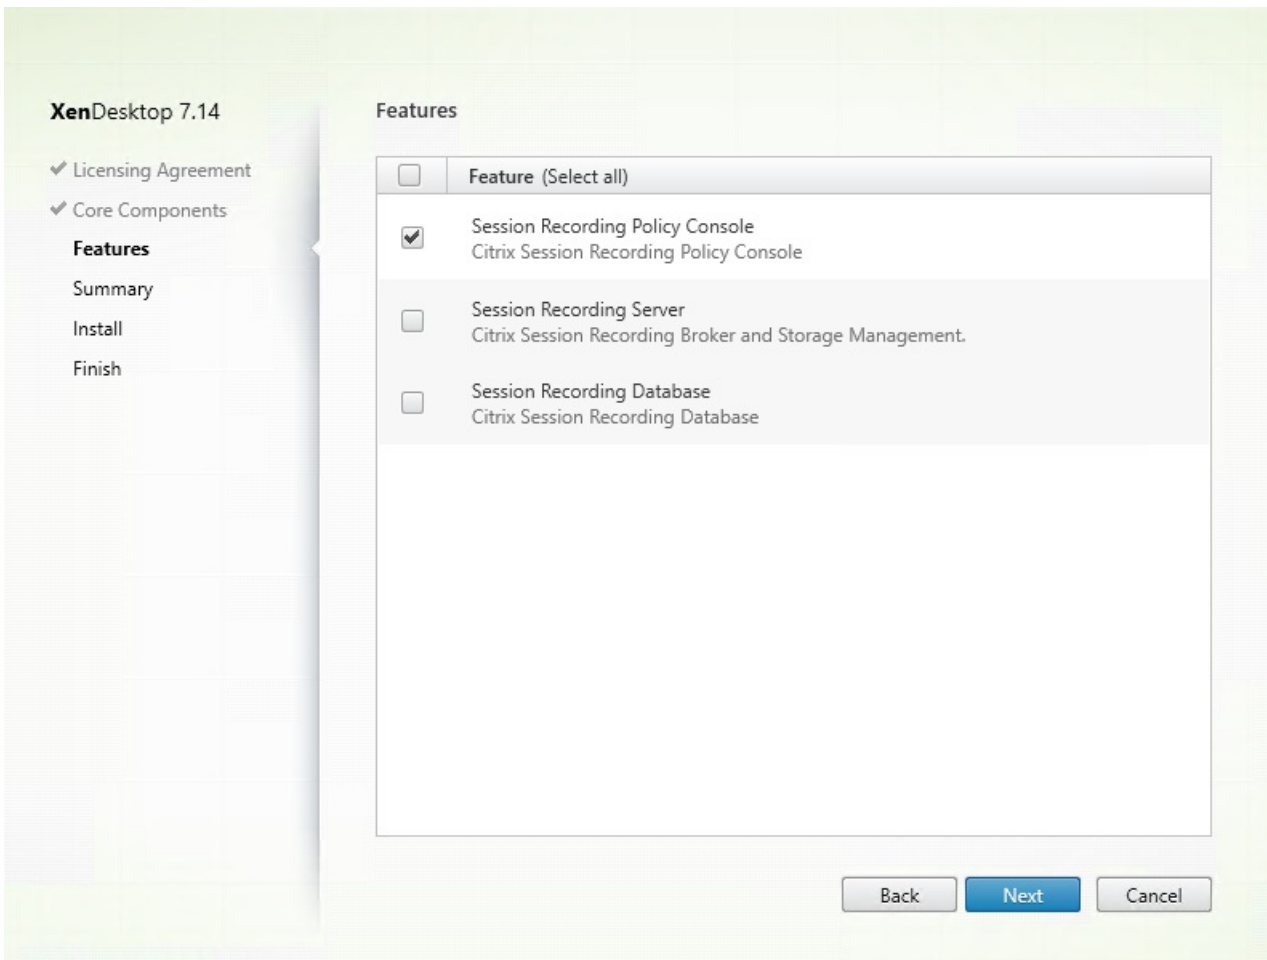 XenDesktop 7.14
Licensing Agreement
Core Components
Features
Summary
Install
Finish
Features
Feature (Select all)
Session Recording Policy Console
Citrix Session Recording Policy Console
Session Recording Server
Citrix Session Recording Broker and Storage Management.
Session Recording Database
Citrix Session Recording Database
Back
Next
Cancel